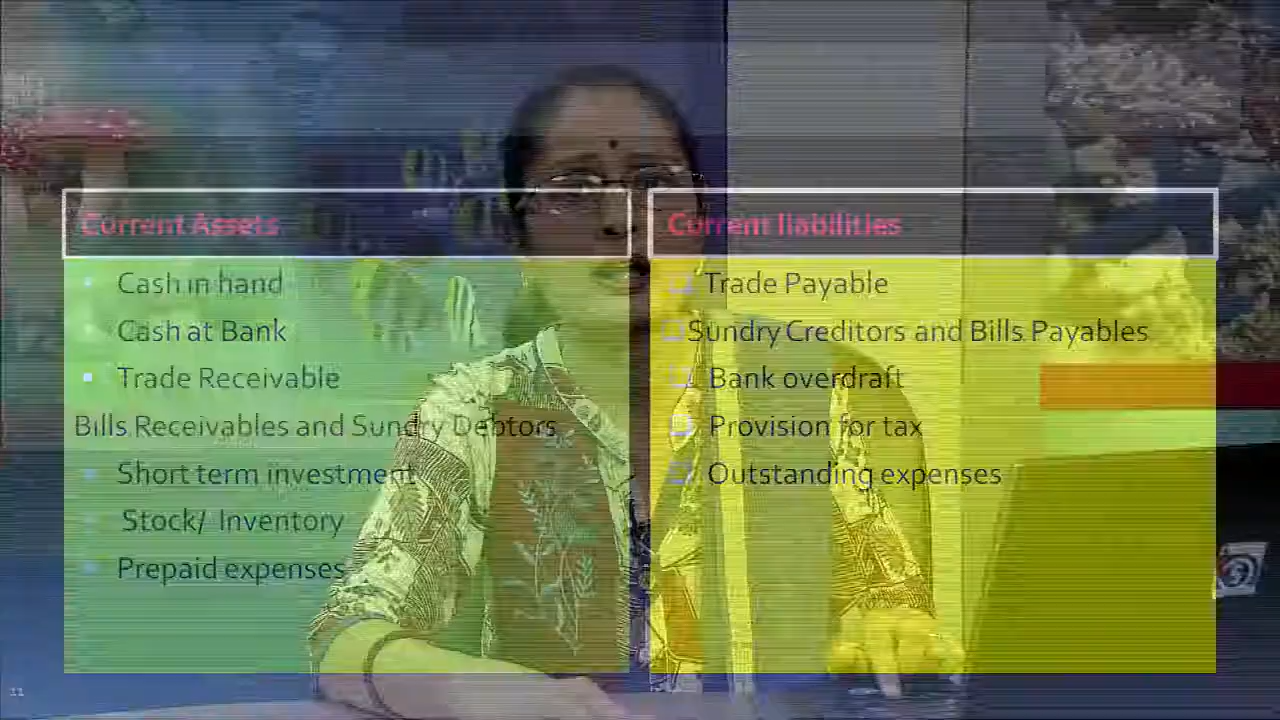 Current Assets
Cash in hand
Cash at Bank
Trade Receivable
Bills Receivables and Sundry Debtors
Short term investment
Stock/ Inventory
Prepaid expenses
Current liabilities
Trade Payable
Sundry Creditors and Bills Payables
Bank overdraft
Provision for tax
Outstanding expenses
11